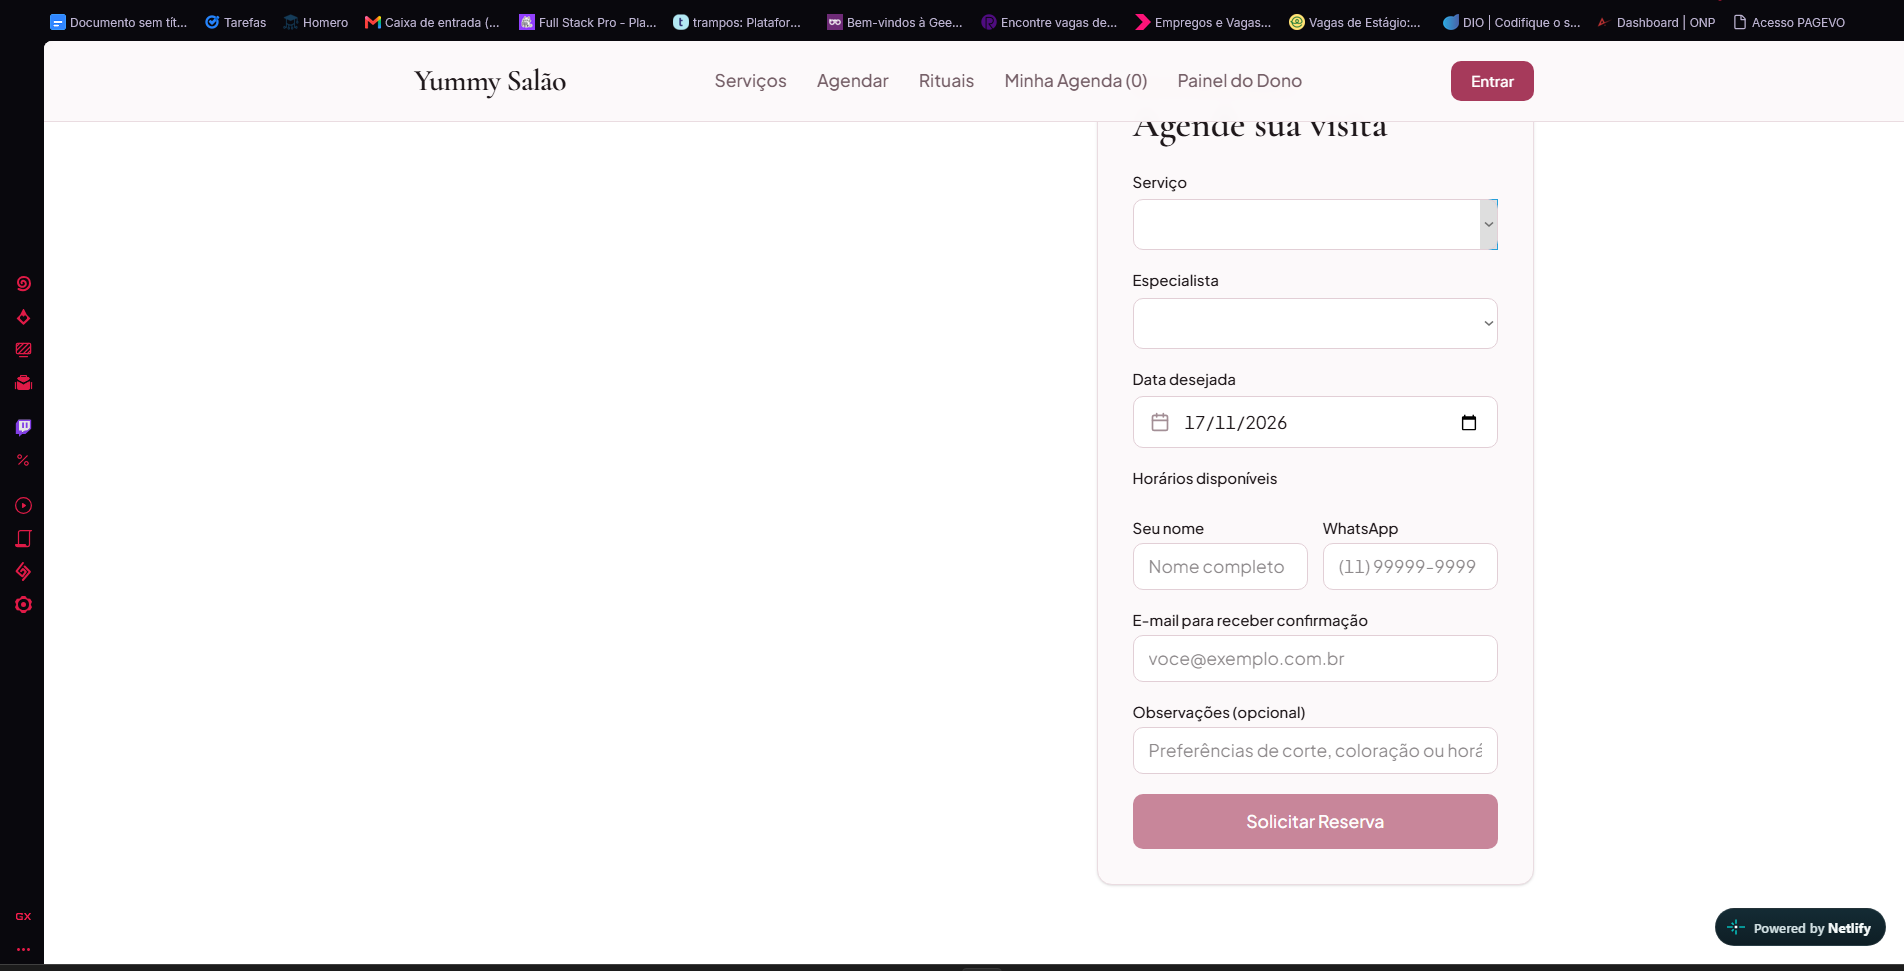 Documento sem tít...
Tarefas
Homero
Caixa de entrada (...
Full Stack Pro - Pla...
trampos: Platafor...
Bem-vindos à Gee...
Encontre vagas de...
Empregos e Vagas...
Vagas de Estágio:...
DIO | Codifique o s...
Dashboard | ONP
Acesso PAGEVO
Yummy Salão
Serviços
Agendar
Rituais
Minha Agenda (0)
Painel do Dono
Entrar
Agende sua visita
Serviço
Especialista
Data desejada
17/11/2026
Horários disponíveis
Seu nome
WhatsApp
Nome completo
(11) 99999-9999
E-mail para receber confirmação
voce@exemplo.com.br
Observações (opcional)
Preferências de corte, coloração ou horá
Solicitar Reserva
GX
Powered by Netlify